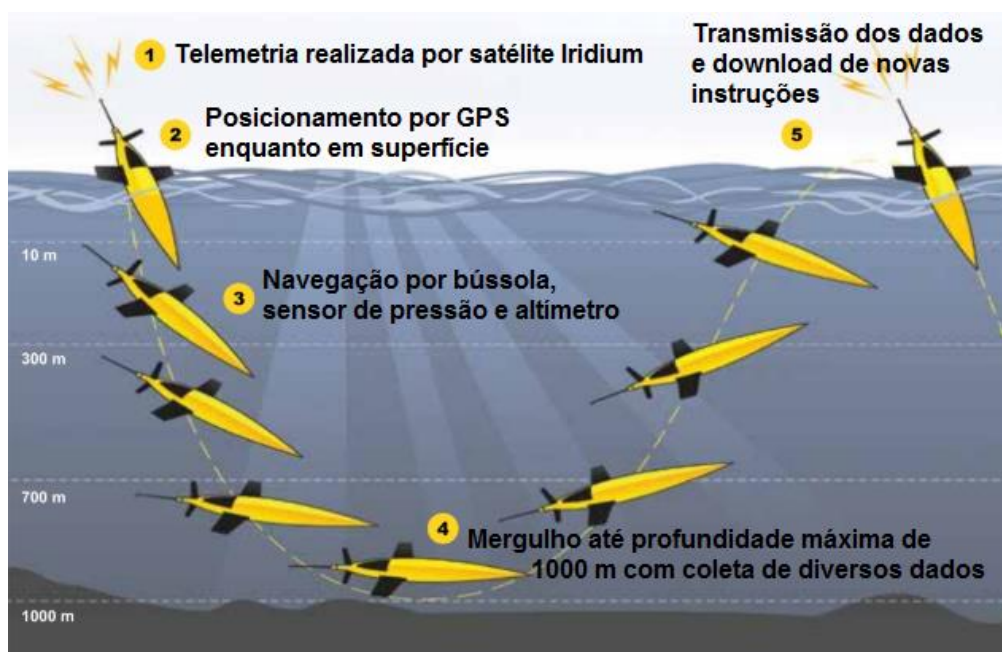 1 Telemetria realizada por satélite Iridium
2 Posicionamento por GPS
enquanto em superfície
3 Navegação por bússola,
sensor de pressão e altímetro
4 Mergulho até profundidade máxima de
1000 m com coleta de diversos dados
Transmissão dos dados
e download de novas
instruções
5
10 m
300 m
700 m
1000 m